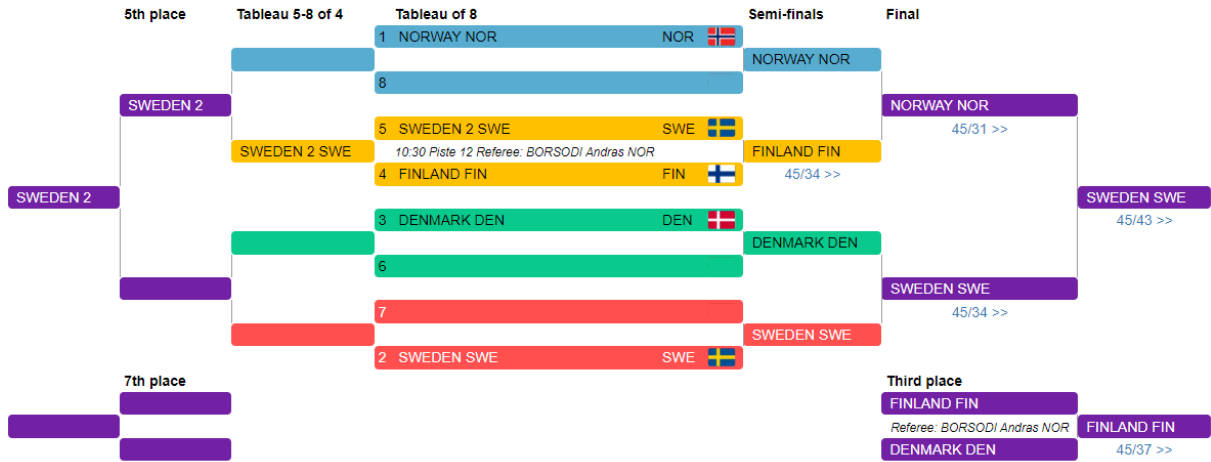 5th place Tableau 5-8 of 4 Tableau of 8 Semi-finals Final
1 NORWAY NOR NOR
NORWAY NOR
8
SWEDEN 2 NORWAY NOR
5 SWEDEN 2 SWE SWE 45/31 >>
SWEDEN 2 SWE 10:30 Piste 12 Referee: BORSODI Andras NOR FINLAND FIN
4 FINLAND FIN FIN 45/34 >>
SWEDEN 2 SWEDEN SWE
3 DENMARK DEN DEN 45/43 >>
DENMARK DEN
6
SWEDEN SWE
7 45/34 >>
SWEDEN SWE
2 SWEDEN SWE SWE
7th place Third place
FINLAND FIN
Referee: BORSODI Andras NOR FINLAND FIN
DENMARK DEN 45/37 >>